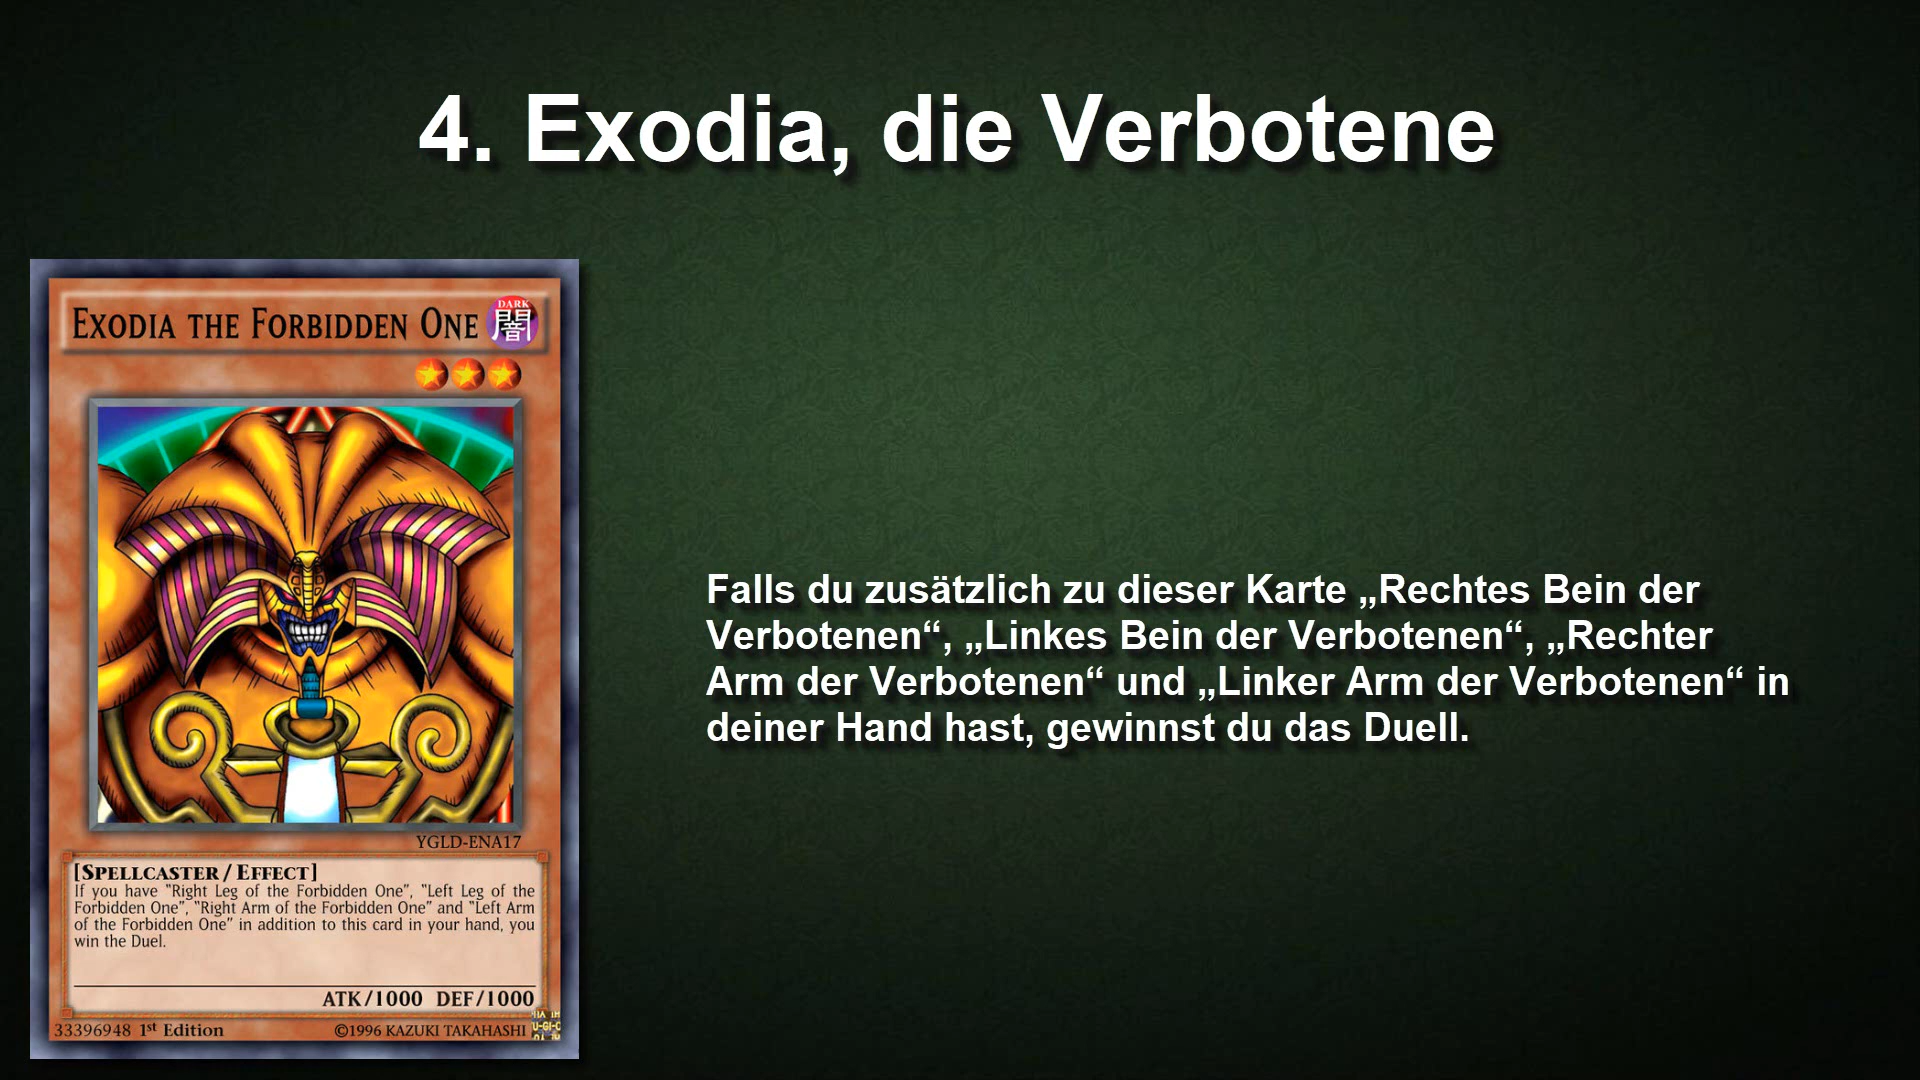 4. Exodia, die Verbotene
EXODIA THE FORBIDDEN ONE
DARK
闇
YGLD-ENA17
[SPELLCASTER / EFFECT]
If you have "Right Leg of the Forbidden One", "Left Leg of the
Forbidden One", "Right Arm of the Forbidden One" and "Left Arm
of the Forbidden One" in addition to this card in your hand, you
win the Duel.
ATK/1000 DEF/1000
33396948 1st Edition
©1996 KAZUKI TAKAHASHI
Falls du zusätzlich zu dieser Karte „Rechtes Bein der
Verbotenen“, „Linkes Bein der Verbotenen“, „Rechter
Arm der Verbotenen“ und „Linker Arm der Verbotenen“ in
deiner Hand hast, gewinnst du das Duell.